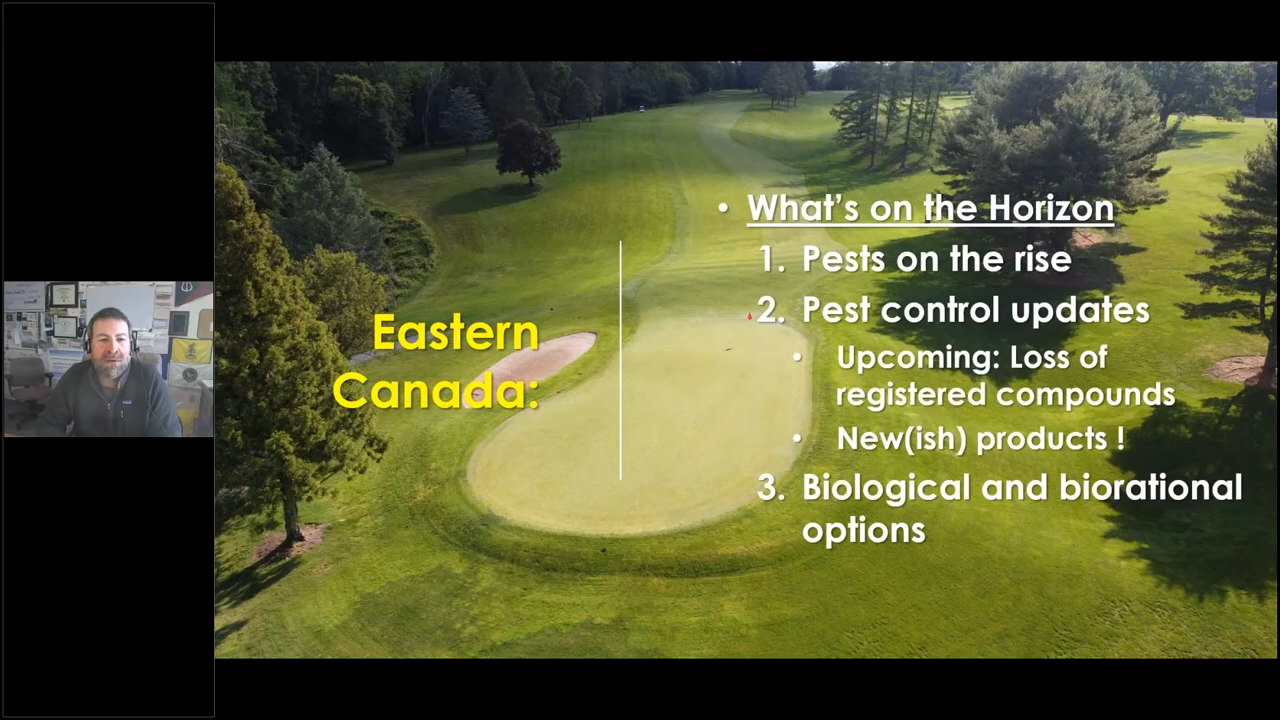 Eastern
Canada:
• What's on the Horizon
1. Pests on the rise
2. Pest control updates
• Upcoming: Loss of
registered compounds
• New(ish) products !
3. Biological and biorational
options